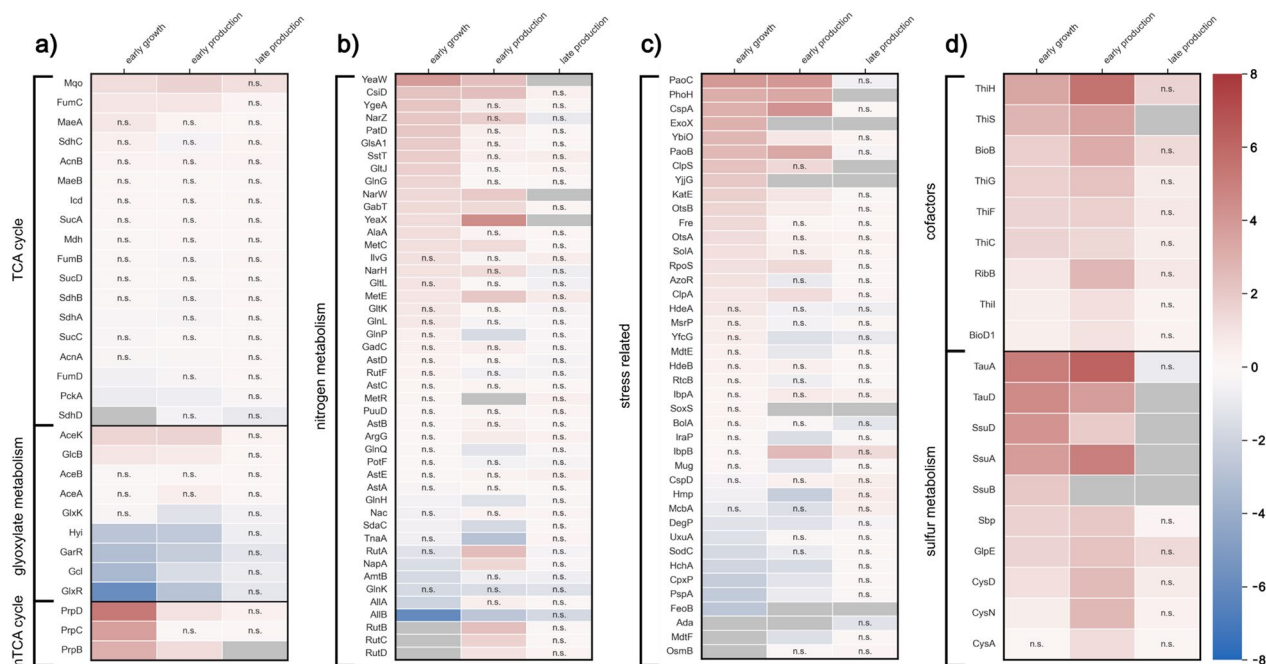 a)
early growth
early production
late production
TCA cycle
Mqo n.s.
FumC n.s.
MaeA n.s. n.s. n.s.
SdhC n.s. n.s. n.s.
AcnB n.s. n.s. n.s.
MaeB n.s. n.s. n.s.
Icd n.s. n.s. n.s.
SucA n.s. n.s. n.s.
Mdh n.s. n.s. n.s.
FumB n.s. n.s. n.s.
SucD n.s. n.s. n.s.
SdhB n.s. n.s. n.s.
SdhA n.s. n.s.
SucC n.s. n.s. n.s.
AcnA n.s. n.s.
FumD n.s. n.s.
PckA n.s.
SdhD n.s. n.s.
glyoxylate metabolism
AceK n.s.
GlcB n.s.
AceB n.s. n.s. n.s.
AceA n.s. n.s. n.s.
GlxK n.s. n.s.
Hyi n.s.
GarR n.s.
Gcl n.s.
GlxR n.s.
mTCA cycle
PrpD n.s.
PrpC n.s. n.s.
PrpB
b)
early growth
early production
late production
nitrogen metabolism
YeaW
CsiD n.s.
YgeA n.s. n.s.
NarZ n.s. n.s.
PatD n.s. n.s.
GlsA1 n.s. n.s.
SstT n.s. n.s.
GltJ n.s. n.s.
GlnG n.s. n.s.
NarW
GabT n.s.
YeaX
AlaA n.s. n.s.
MetC n.s.
IlvG n.s. n.s. n.s.
NarH n.s. n.s.
GltL n.s. n.s. n.s.
MetE n.s.
GltK n.s. n.s. n.s.
GlnL n.s. n.s. n.s.
GlnP n.s. n.s.
GadC n.s. n.s. n.s.
AstD n.s. n.s. n.s.
RutF n.s. n.s. n.s.
AstC n.s. n.s. n.s.
MetR n.s. n.s.
PuuD n.s. n.s. n.s.
AstB n.s. n.s. n.s.
ArgG n.s. n.s. n.s.
GlnQ n.s. n.s.
PotF n.s. n.s. n.s.
AstE n.s. n.s. n.s.
AstA n.s. n.s. n.s.
GlnH n.s.
Nac n.s. n.s. n.s.
SdaC n.s.
TnaA n.s. n.s.
RutA n.s. n.s.
NapA n.s.
AmtB n.s. n.s.
GlnK n.s. n.s. n.s.
AllA n.s. n.s.
AllB n.s.
RutB n.s.
RutC n.s.
RutD n.s.
c)
early growth
early production
late production
stress related
PaoC n.s.
PhoH
CspA n.s.
ExoX
YbiO n.s.
PaoB n.s.
ClpS n.s.
YjjG
KatE n.s.
OtsB n.s.
Fre n.s. n.s.
OtsA n.s. n.s.
SolA n.s. n.s.
RpoS n.s.
AzoR n.s. n.s.
ClpA n.s.
HdeA n.s. n.s. n.s.
MsrP n.s. n.s. n.s.
YfcG n.s. n.s.
MdtE n.s. n.s.
HdeB n.s. n.s. n.s.
RtcB n.s. n.s. n.s.
IbpA n.s. n.s. n.s.
SoxS n.s.
BolA n.s. n.s. n.s.
IraP n.s. n.s.
IbpB n.s. n.s.
Mug n.s. n.s.
CspD n.s. n.s. n.s.
Hmp n.s.
McbA n.s. n.s. n.s.
DegP n.s.
UxuA n.s. n.s.
SodC n.s. n.s.
HchA n.s.
CpxP n.s.
PspA n.s.
FeoB
Ada n.s.
MdtF n.s.
OsmB n.s. n.s.
d)
early growth
early production
late production
cofactors
ThiH n.s.
ThiS
BioB n.s.
ThiG n.s.
ThiF n.s.
ThiC n.s.
RibB n.s.
ThiI n.s.
BioD1 n.s.
sulfur metabolism
TauA n.s.
TauD
SsuD
SsuA
SsuB
Sbp n.s.
GlpE n.s.
CysD n.s.
CysN n.s.
CysA n.s. n.s.
8
6
4
2
0
-2
-4
-6
-8